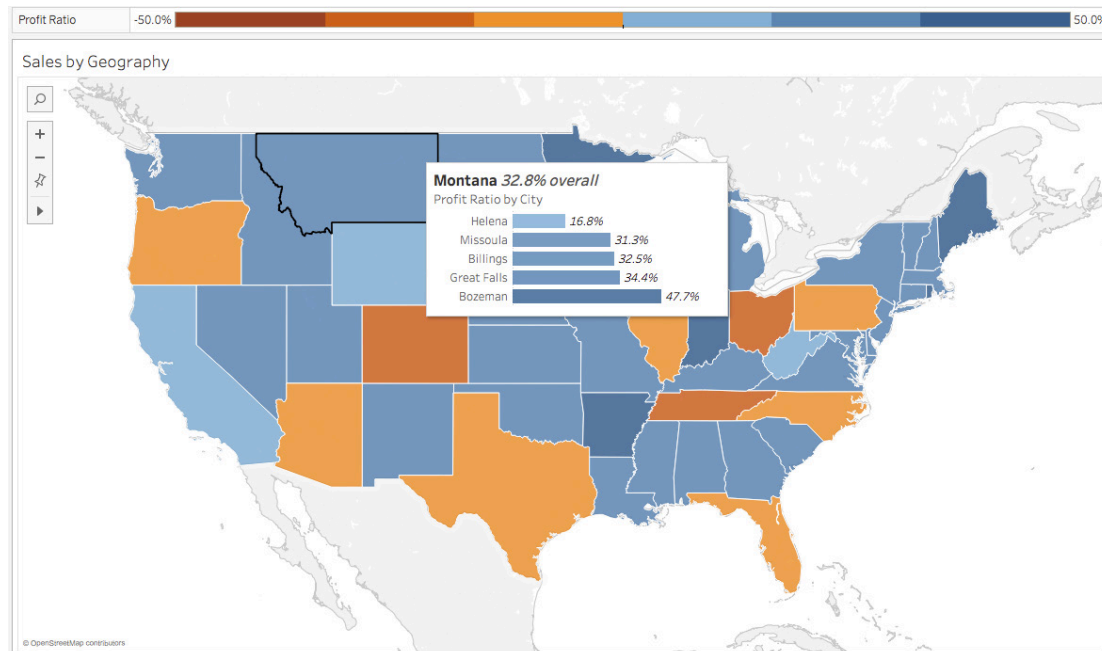 Profit Ratio -50.0% 50.0%
Sales by Geography
Montana 32.8% overall
Profit Ratio by City
Helena 16.8%
Missoula 31.3%
Billings 32.5%
Great Falls 34.4%
Bozeman 47.7%
© OpenStreetMap contributors